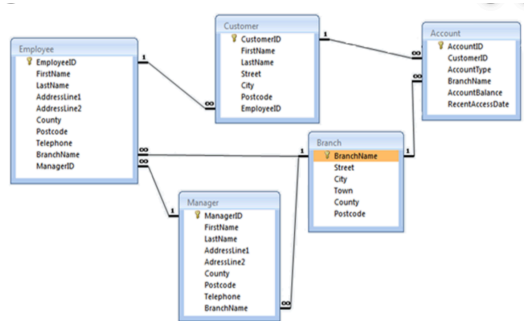 Employee
EmployeeID
FirstName
LastName
AddressLine1
AddressLine2
County
Postcode
Telephone
BranchName
ManagerID
1
∞
∞
Customer
CustomerID
FirstName
LastName
Street
City
Postcode
EmployeeID
1
∞
Account
AccountID
CustomerID
AccountType
BranchName
AccountBalance
RecentAccessDate
∞
∞
Branch
BranchName
Street
City
Town
County
Postcode
1
1
Manager
ManagerID
FirstName
LastName
AddressLine1
AdressLine2
County
Postcode
Telephone
BranchName
1
∞